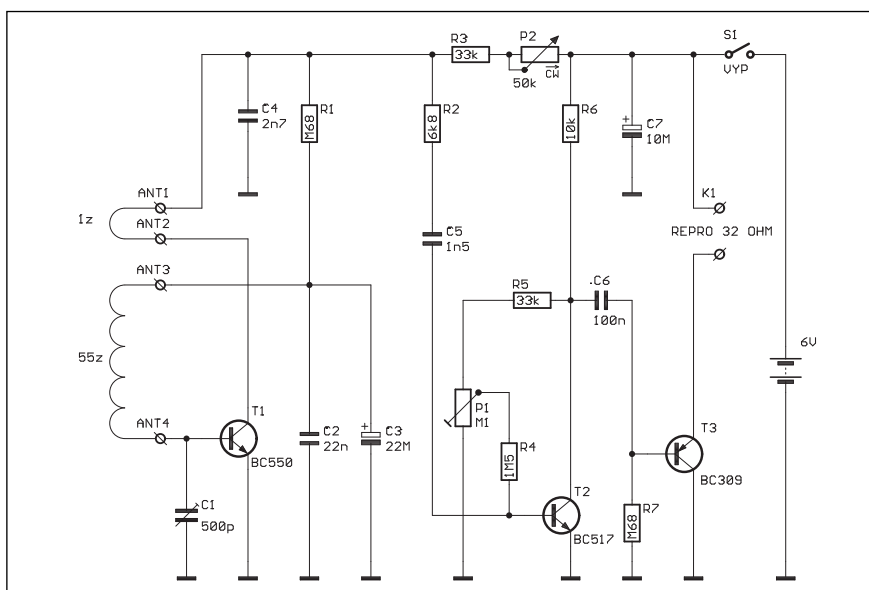 R3
33k
P2
50k
CW
S1
VYP
C4
2n7
R1
M68
R2
6k8
R6
10k
C7
10M
ANT1
1z
ANT2
K1
REPRO 32 OHM
C5
1n5
ANT3
R5
33k
.C6
100n
55z
6V
P1
M1
ANT4
T1
BC550
C2
22n
C3
22M
R4
1M5
T3
BC309
C1
500p
T2
BC517
R7
M68